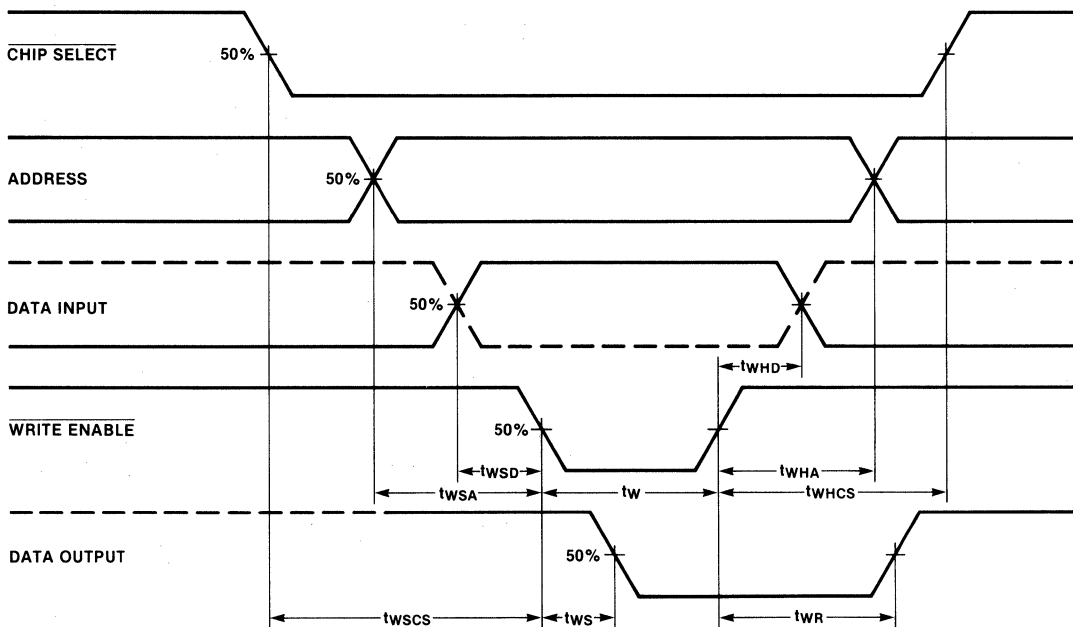 CHIP SELECT
50%
ADDRESS
50%
DATA INPUT
50%
tWHD
WRITE ENABLE
50%
tWSD
tWHA
tWSA
tW
tWHCS
DATA OUTPUT
50%
tWSCS
tWS
tWR